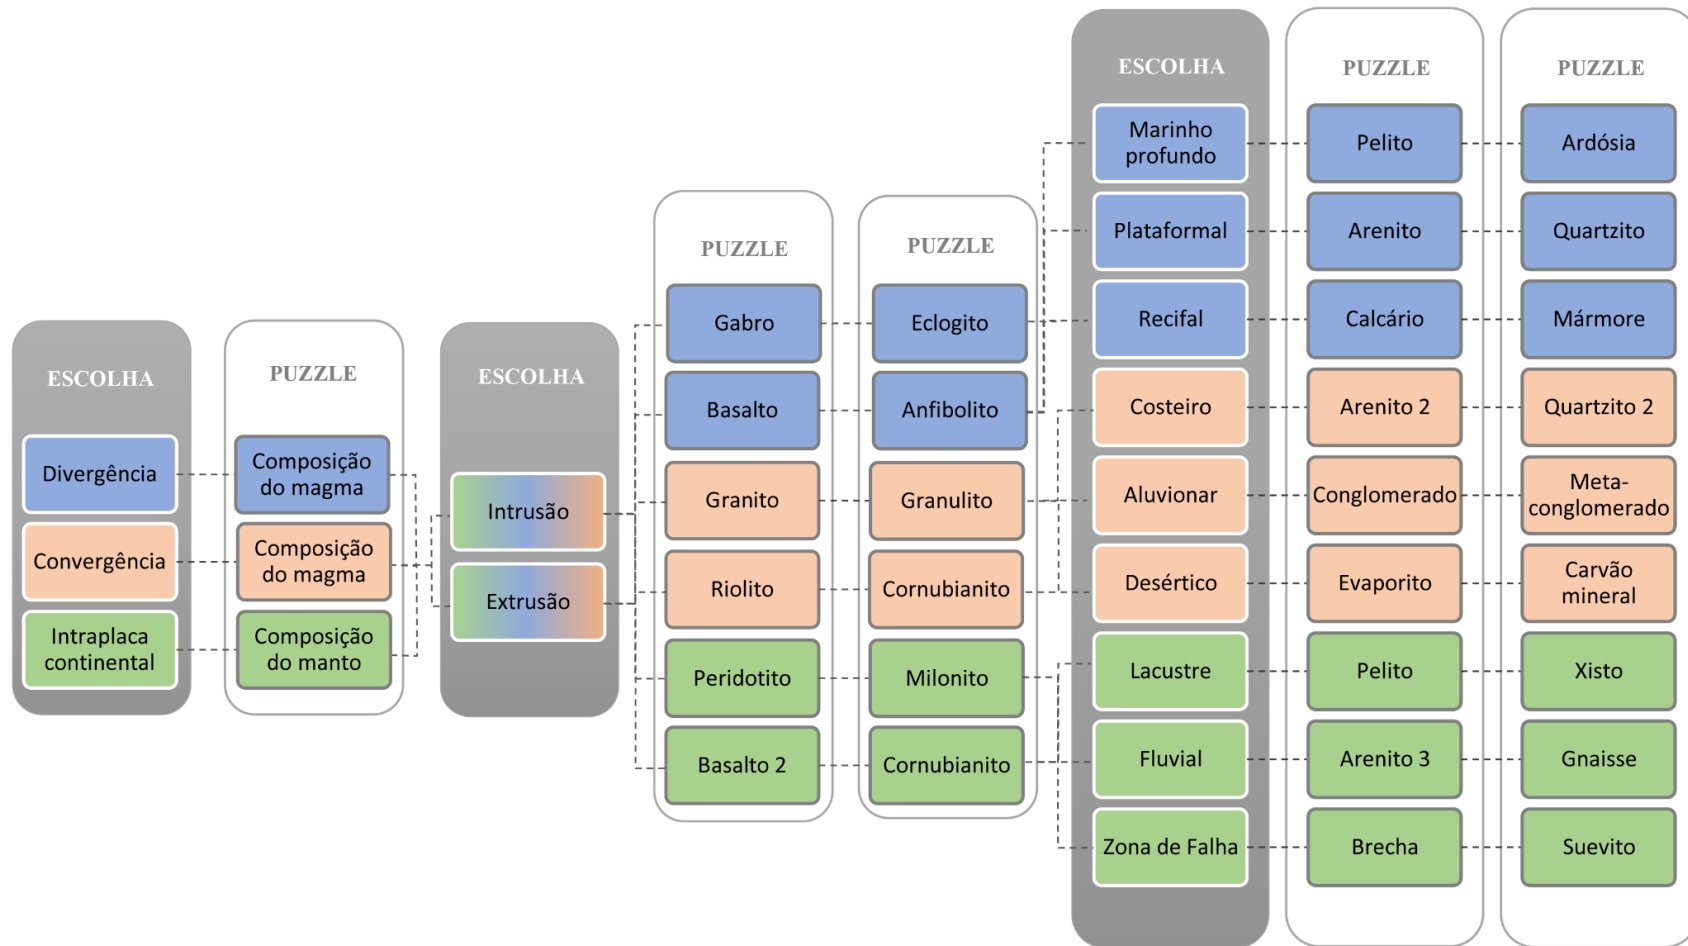 ESCOLHA
Divergência
Convergência
Intraplaca
continental
PUZZLE
Composição
do magma
Composição
do magma
Composição
do manto
ESCOLHA
Intrusão
Extrusão
PUZZLE
Gabro
Basalto
Granito
Riolito
Peridotito
Basalto 2
PUZZLE
Eclogito
Anfibolito
Granulito
Cornubianito
Milonito
Cornubianito
ESCOLHA
Marinho
profundo
Plataformal
Recifal
Costeiro
Aluvionar
Desértico
Lacustre
Fluvial
Zona de Falha
PUZZLE
Pelito
Arenito
Calcário
Arenito 2
Conglomerado
Evaporito
Pelito
Arenito 3
Brecha
PUZZLE
Ardósia
Quartzito
Mármore
Quartzito 2
Meta-
conglomerado
Carvão
mineral
Xisto
Gnaisse
Suevito